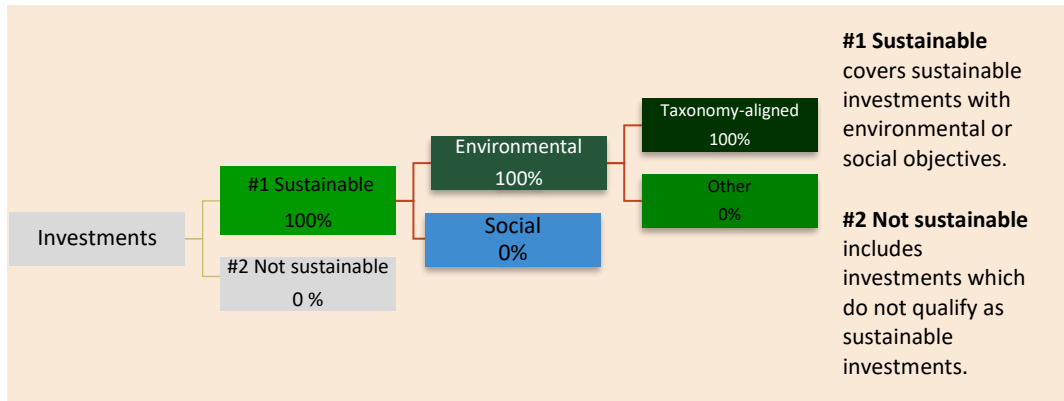 Investments
#1 Sustainable
100%
#2 Not sustainable
0 %
Environmental
100%
Social
0%
Taxonomy-aligned
100%
Other
0%
#1 Sustainable
covers sustainable
investments with
environmental or
social objectives.
#2 Not sustainable
includes
investments which
do not qualify as
sustainable
investments.